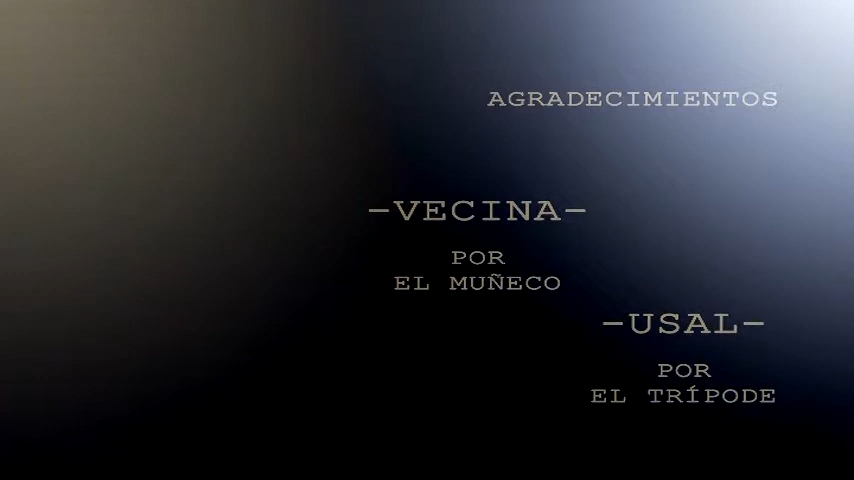 AGRADECIMIENTOS
-VECINA-
POR
EL MUÑECO
-USAL-
POR
EL TRÍPODE